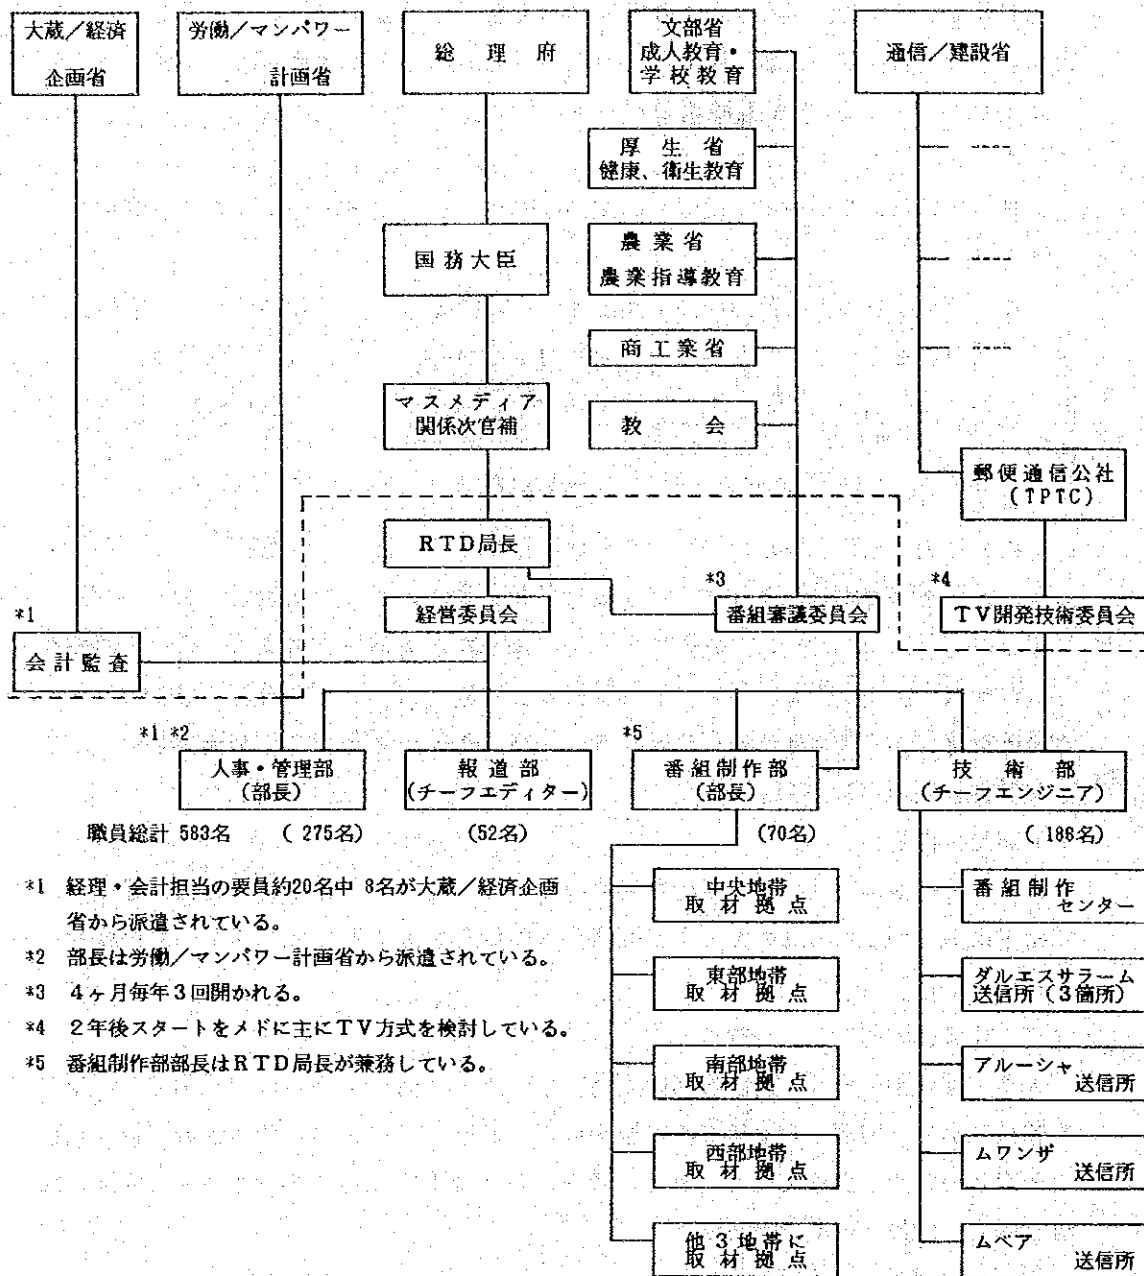 大蔵／経済
企画省
労働／マンパワー
計画省
総理府
文部省
成人教育・
学校教育
通信／建設省
厚生省
健康、衛生教育
農業省
農業指導教育
商工業省
教会
国務大臣
マスメディア
関係次官補
郵便通信公社
(TPTC)
RTD局長
経営委員会
*3
番組審議委員会
*4
TV開発技術委員会
*1
会計監査
*1 *2
人事・管理部
(部長)
報道部
(チーフエディター)
*5
番組制作部
(部長)
技術部
(チーフエンジニア)
職員総計 583名 ( 275名) (52名) (70名) ( 186名)
*1 経理・会計担当の要員約20名中 8名が大蔵／経済企画
省から派遣されている。
*2 部長は労働／マンパワー計画省から派遣されている。
*3 4ヶ月毎年3回開かれる。
*4 2年後スタートをメドに主にTV方式を検討している。
*5 番組制作部部長はRTD局長が兼務している。
中央地帯
取材拠点
東部地帯
取材拠点
南部地帯
取材拠点
西部地帯
取材拠点
他3地帯に
取材拠点
番組制作
センター
ダルエスサラーム
送信所(3箇所)
アルーシャ
送信所
ムワンザ
送信所
ムベア
送信所